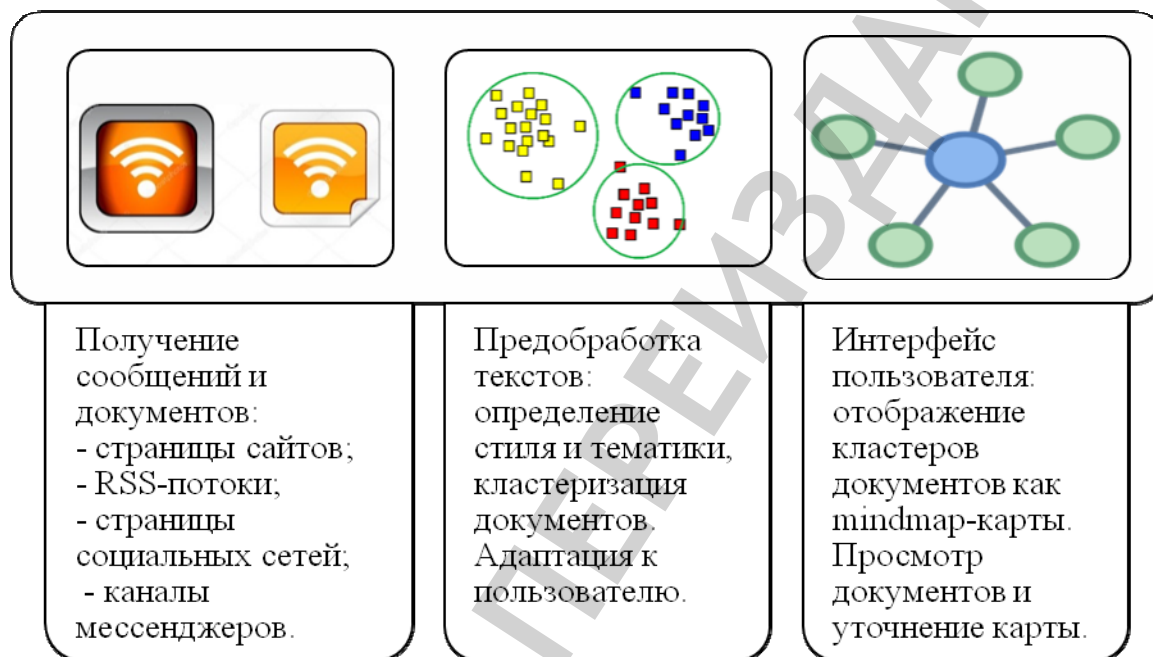 Получение
сообщений и
документов:
- страницы сайтов;
- RSS-потоки;
- страницы
социальных сетей;
- каналы
мессенджеров.
Предобработка
текстов:
определение
стиля и тематики,
кластеризация
документов.
Адаптация к
пользователю.
Интерфейс
пользователя:
отображение
кластеров
документов как
mindmap-карты.
Просмотр
документов и
уточнение карты.